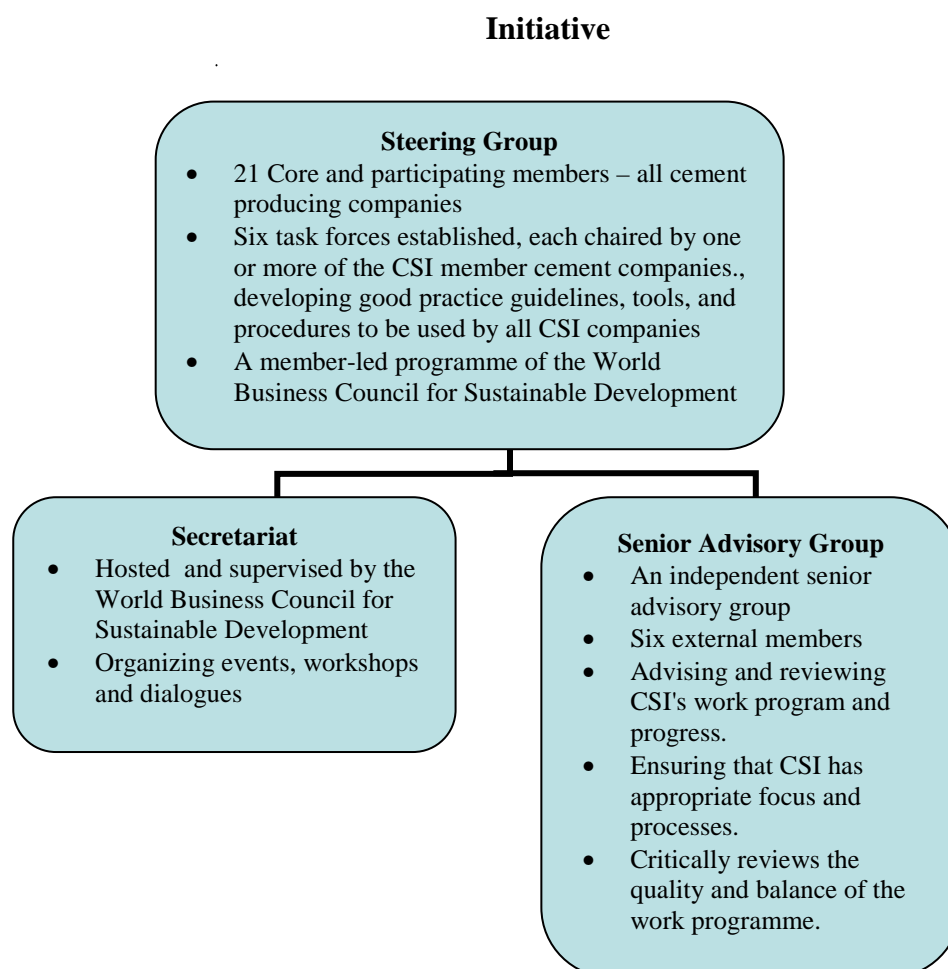 Initiative
.
Steering Group
• 21 Core and participating members – all cement
producing companies
• Six task forces established, each chaired by one
or more of the CSI member cement companies.,
developing good practice guidelines, tools, and
procedures to be used by all CSI companies
• A member-led programme of the World
Business Council for Sustainable Development
Secretariat
• Hosted  and supervised by the
World Business Council for
Sustainable Development
• Organizing events, workshops
and dialogues
Senior Advisory Group
• An independent senior
advisory group
• Six external members
• Advising and reviewing
CSI's work program and
progress.
• Ensuring that CSI has
appropriate focus and
processes.
• Critically reviews the
quality and balance of the
work programme.